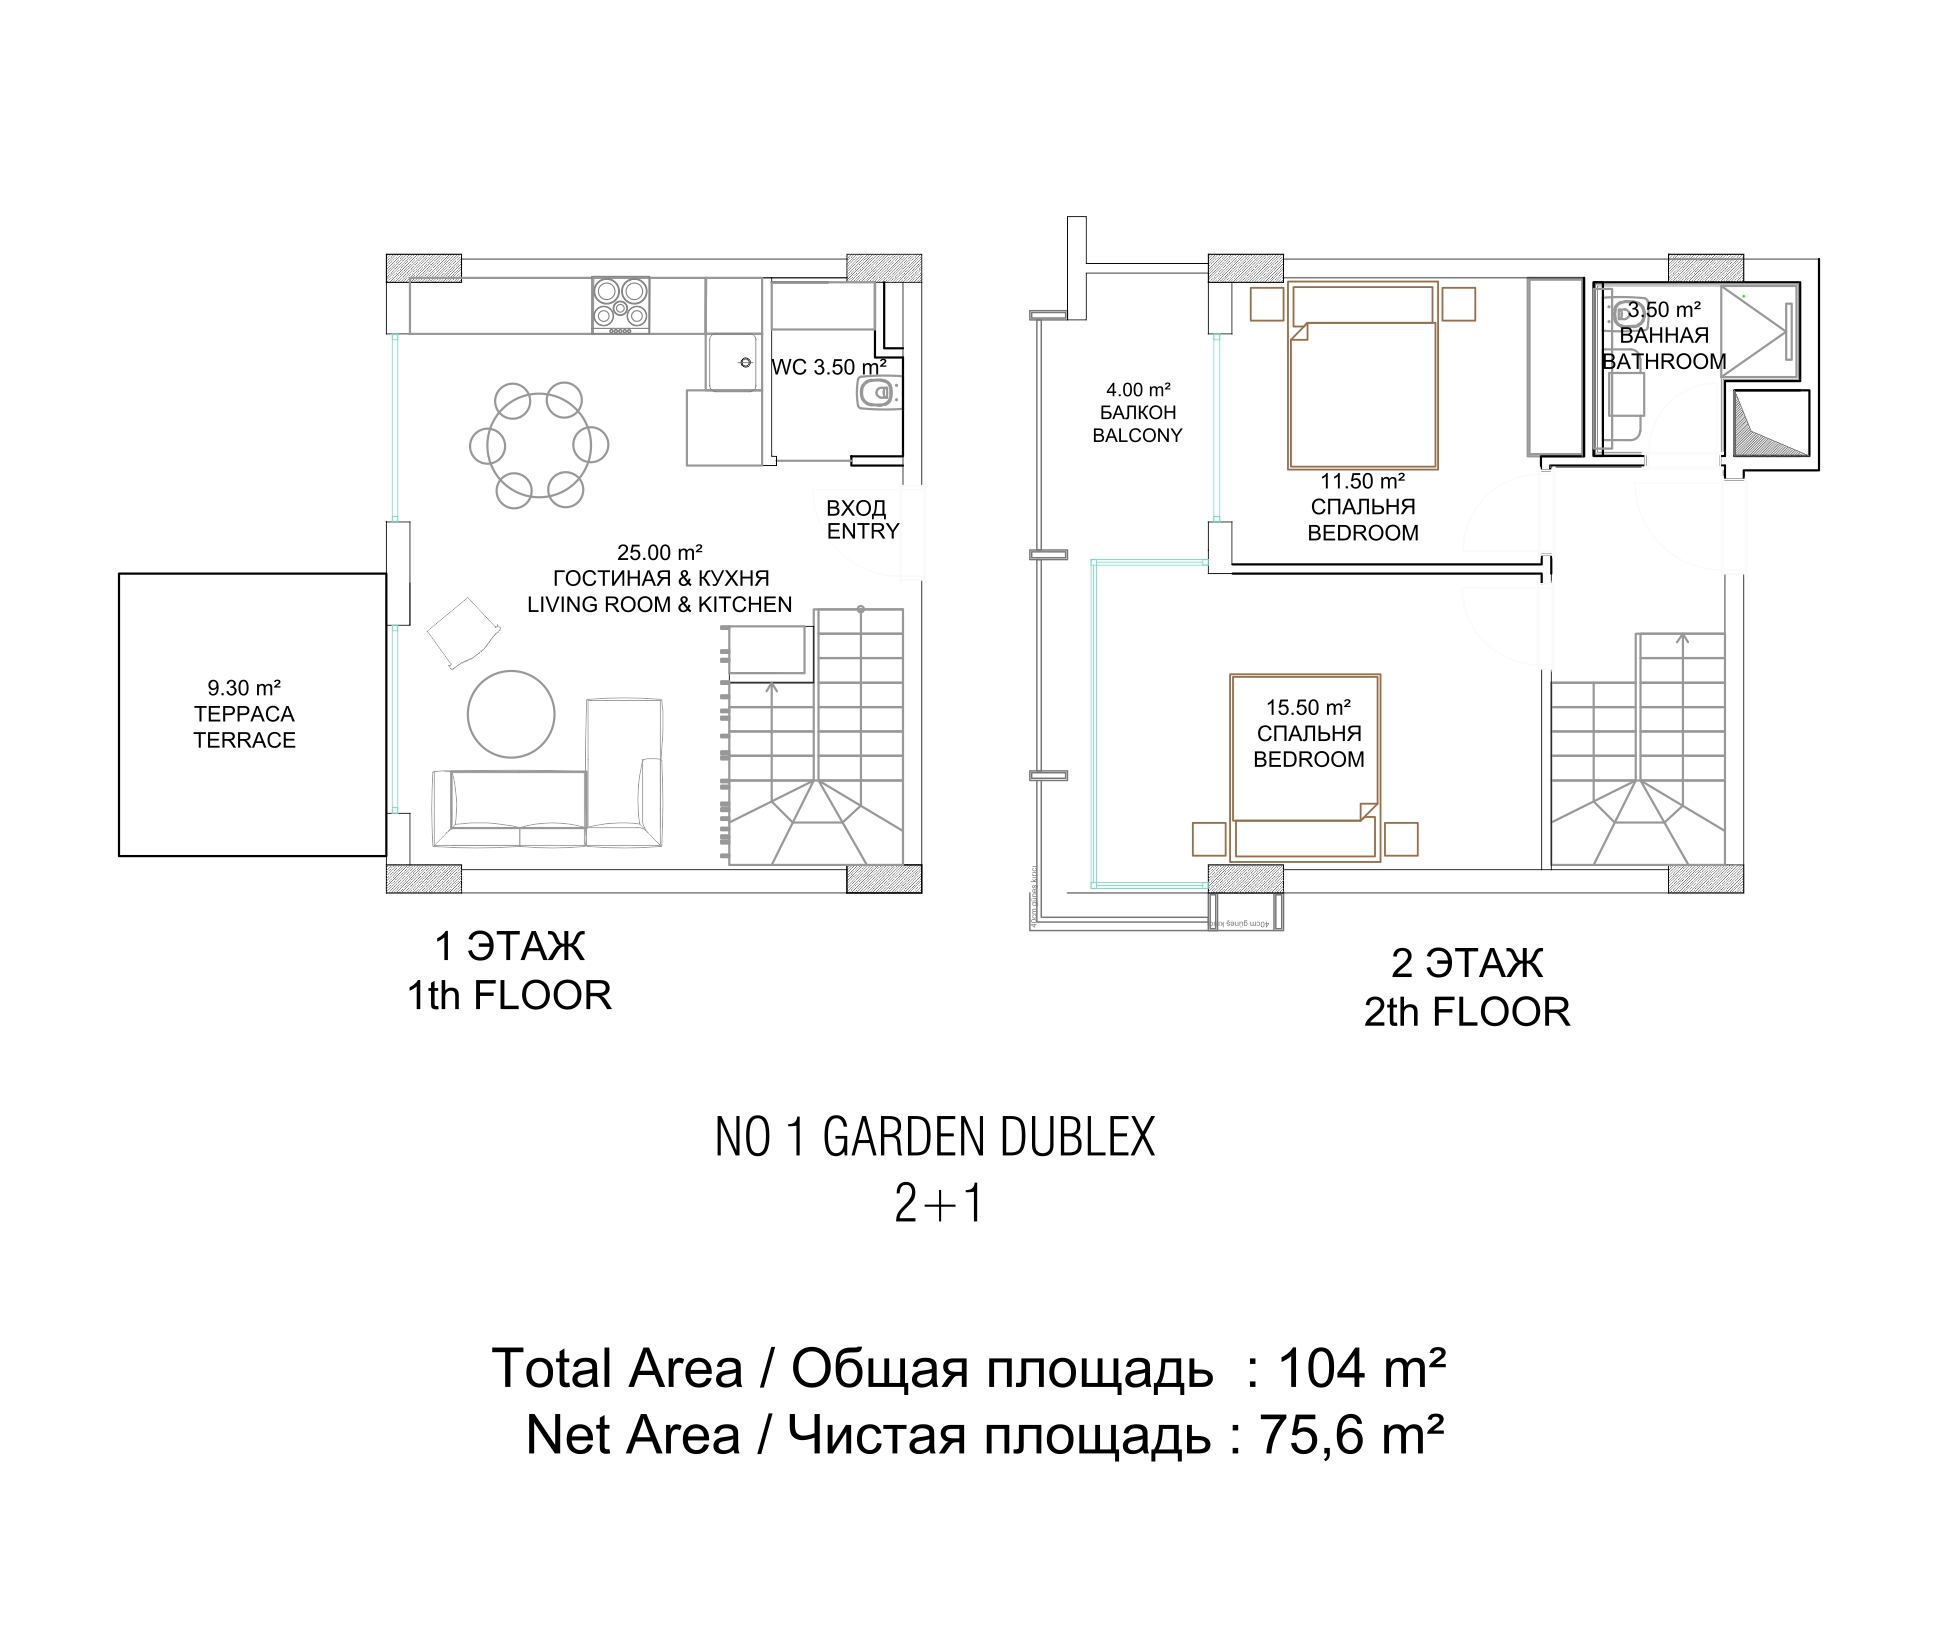 WC 3.50 m²
ВХОД
ENTRY
25.00 m²
ГОСТИНАЯ & КУХНЯ
LIVING ROOM & KITCHEN
9.30 m²
ТЕРРАСА
TERRACE
1 ЭТАЖ
1th FLOOR
3.50 m²
ВАННАЯ
BATHROOM
4.00 m²
БАЛКОН
BALCONY
11.50 m²
СПАЛЬНЯ
BEDROOM
15.50 m²
СПАЛЬНЯ
BEDROOM
40cm güneş kırıcı
40cm güneş
2 ЭТАЖ
2th FLOOR
NO 1 GARDEN DUBLEX
2+1
Total Area / Общая площадь : 104 m²
Net Area / Чистая площадь : 75,6 m²